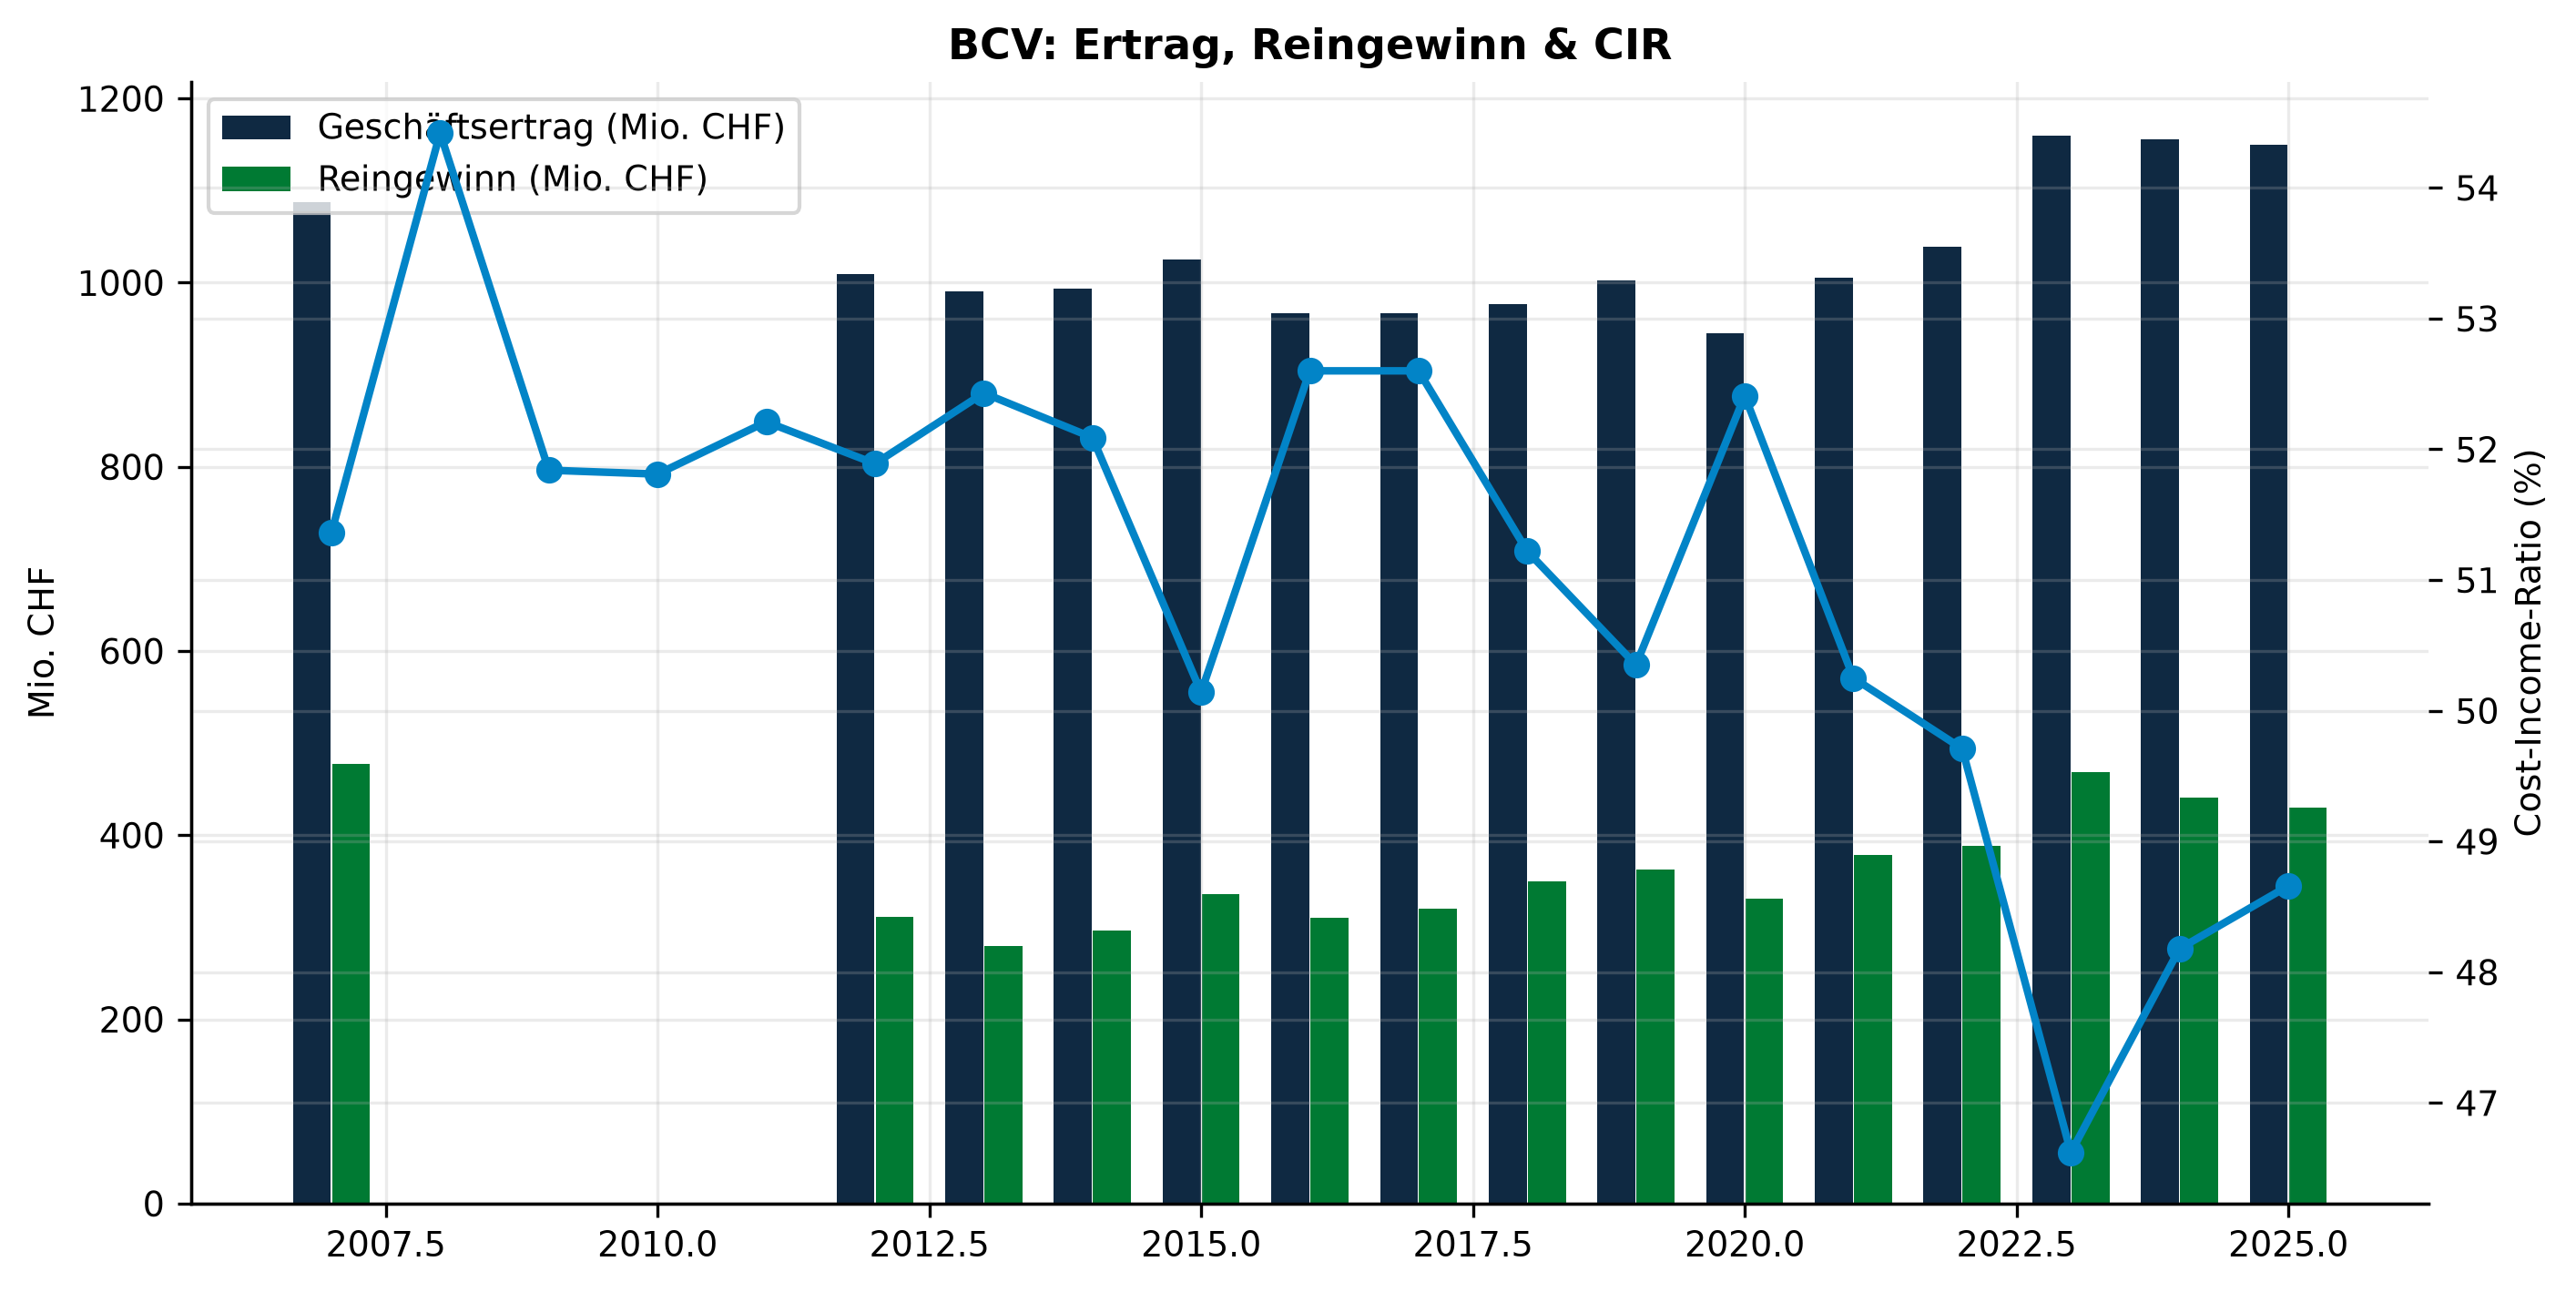 BCV: Ertrag, Reingewinn & CIR
Geschäftsertrag (Mio. CHF)
Reingewinn (Mio. CHF)
Mio. CHF
1200
1000
800
600
400
200
0
54
53
52
51
50
49
48
47
Cost-Income-Ratio (%)
2007.5 2010.0 2012.5 2015.0 2017.5 2020.0 2022.5 2025.0